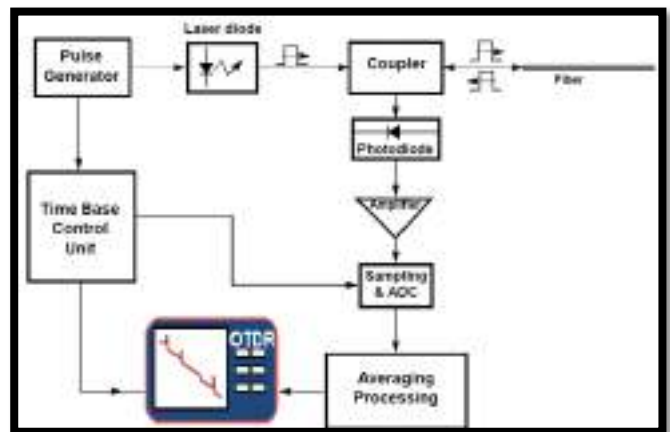 Laser diode
Pulse
Generator
Coupler
Fiber
Photodiode
Amplifier
Time Base
Control
Unit
Sampling
& ADC
OTDR
Averaging
Processing